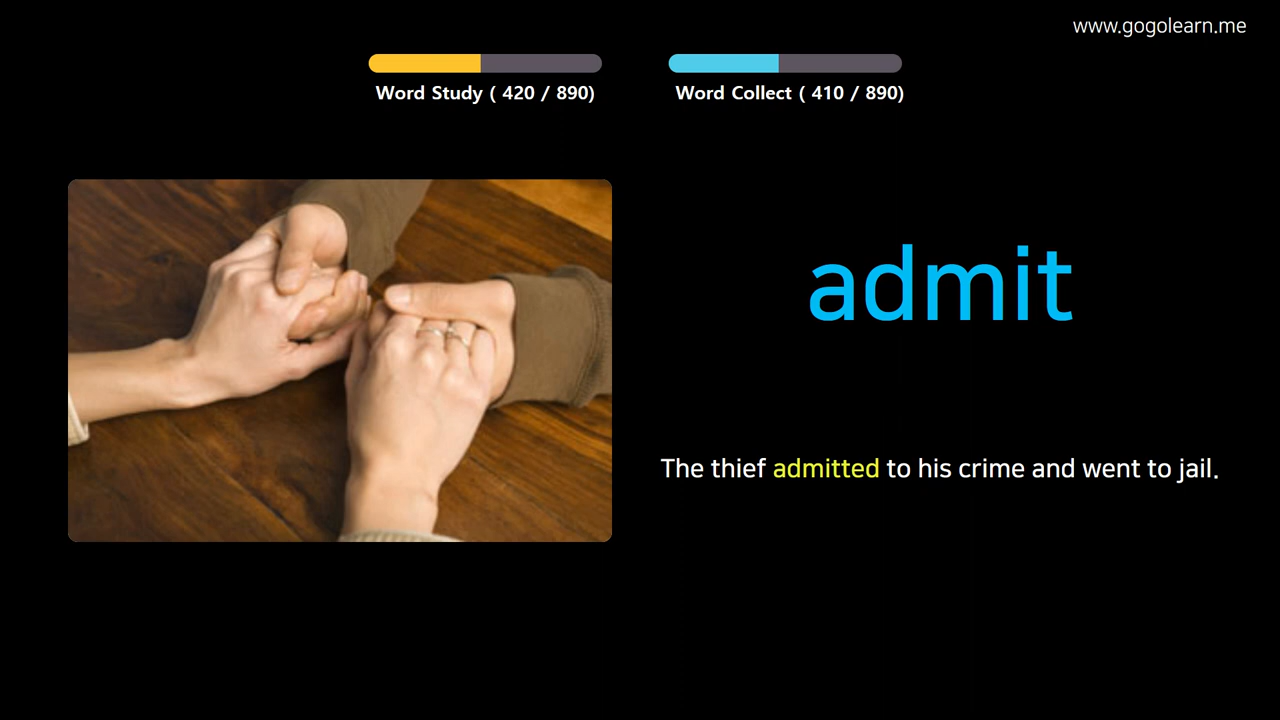 www.gogolearn.me
Word Study ( 420 / 890)
Word Collect ( 410 / 890)
admit
The thief admitted to his crime and went to jail.